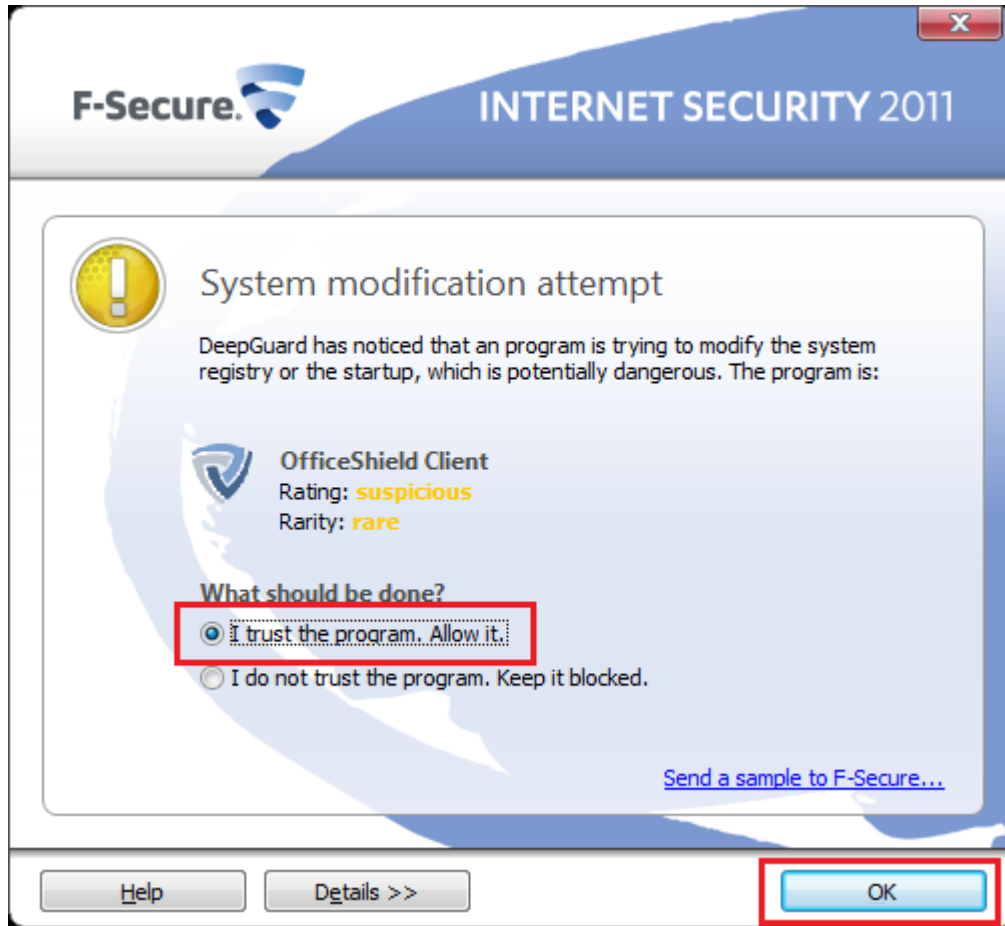 F-Secure.
INTERNET SECURITY 2011
System modification attempt
DeepGuard has noticed that an program is trying to modify the system
registry or the startup, which is potentially dangerous. The program is:
OfficeShield Client
Rating: suspicious
Rarity: rare
What should be done?
I trust the program. Allow it.
I do not trust the program. Keep it blocked.
Send a sample to F-Secure...
Help
Details >>
OK